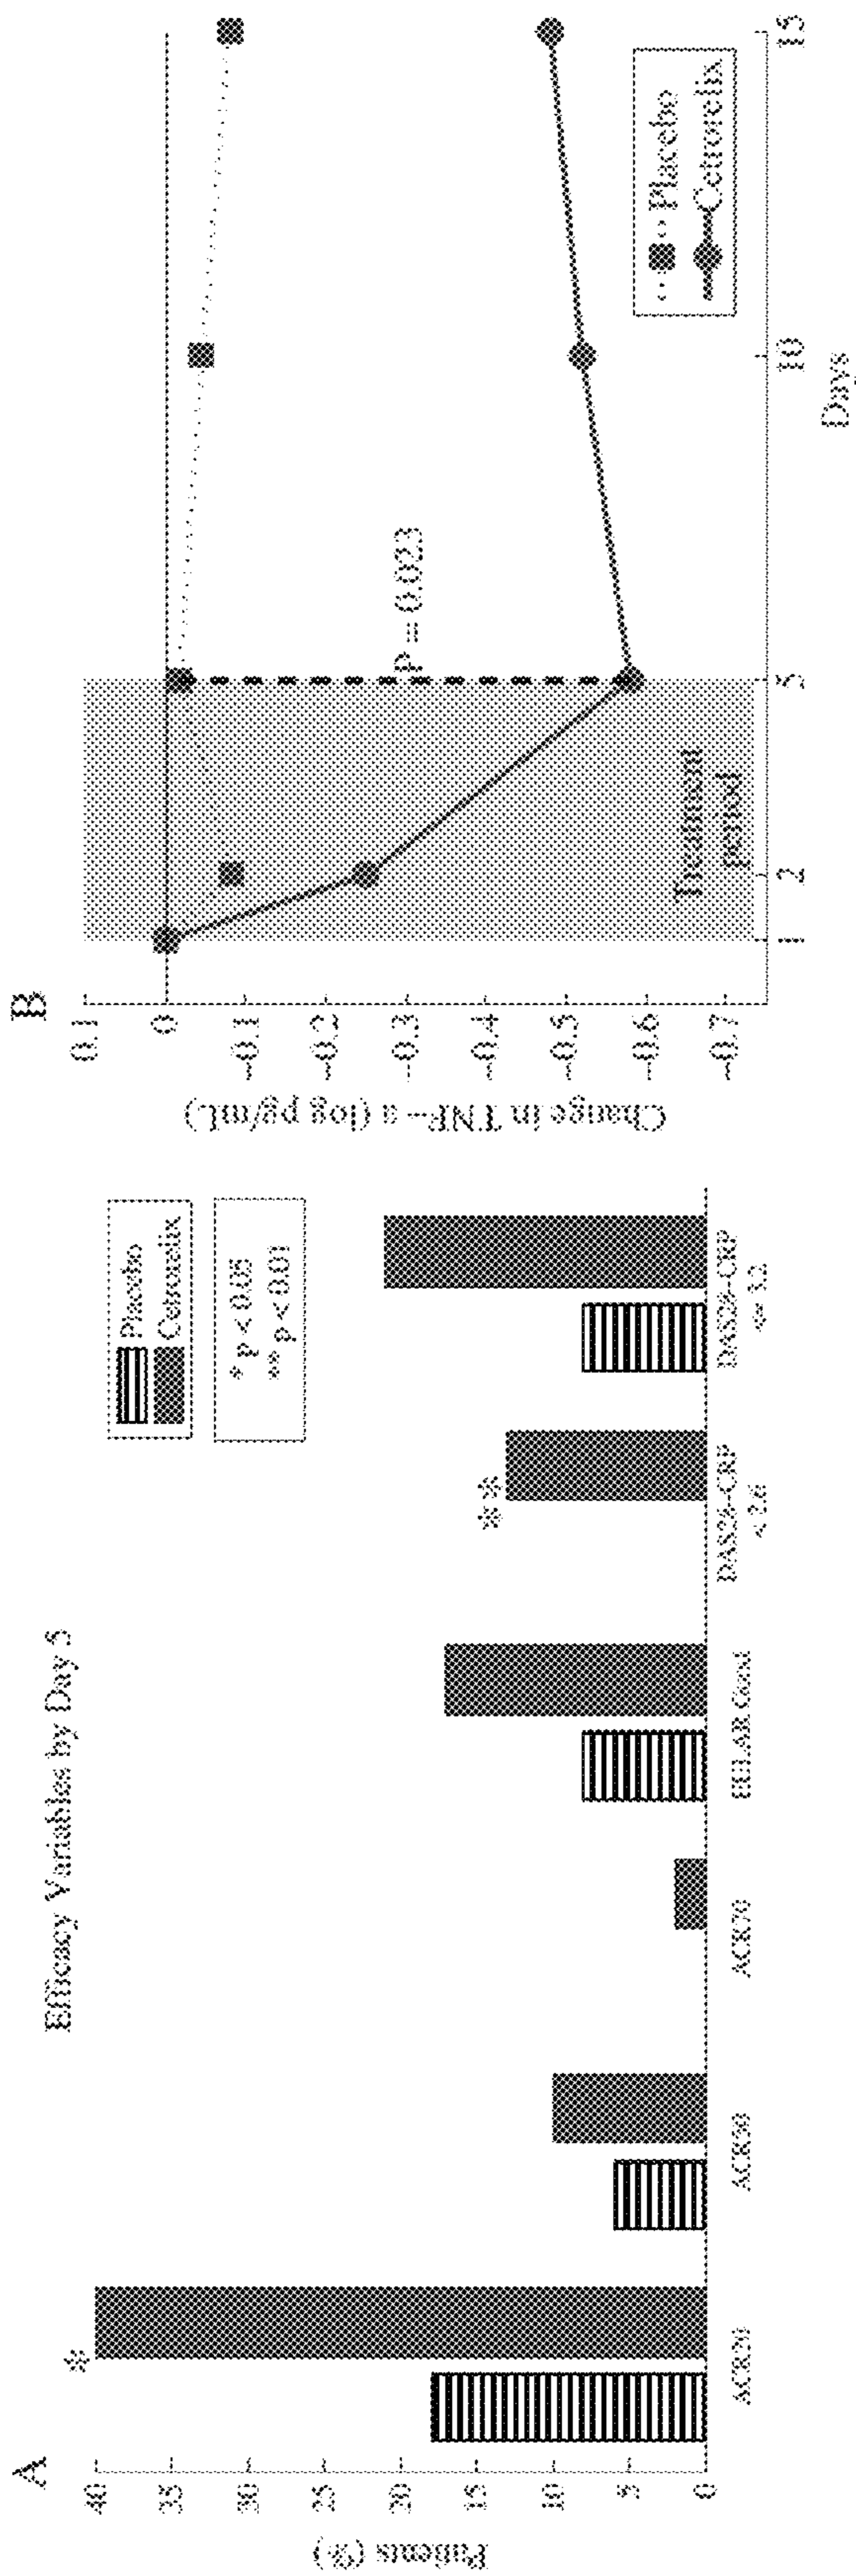 A
Efficacy Variables by Day 5
Patients (%)
40
35
30
25
20
15
10
5
0
*
**
Placebo
Cetrorelix
* p < 0.05
** p < 0.01
ACR20
ACR50
ACR70
EULAR Good
DAS28-CRP
< 2.6
DAS28-CRP
<= 3.2
B
Change in TNF-a (log pg/mL)
0.1
0
-0.1
-0.2
-0.3
-0.4
-0.5
-0.6
-0.7
P = 0.023
Treatment
period
Placebo
Cetrorelix
1
2
5
10
15
Days